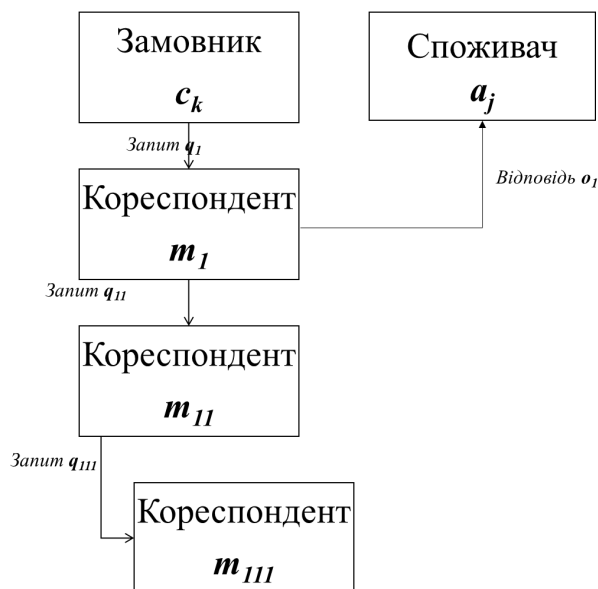 Замовник
c_k
Споживач
a_j
Запит q_1
Кореспондент
m_1
Відповідь o_1
Запит q_11
Кореспондент
m_11
Запит q_111
Кореспондент
m_111